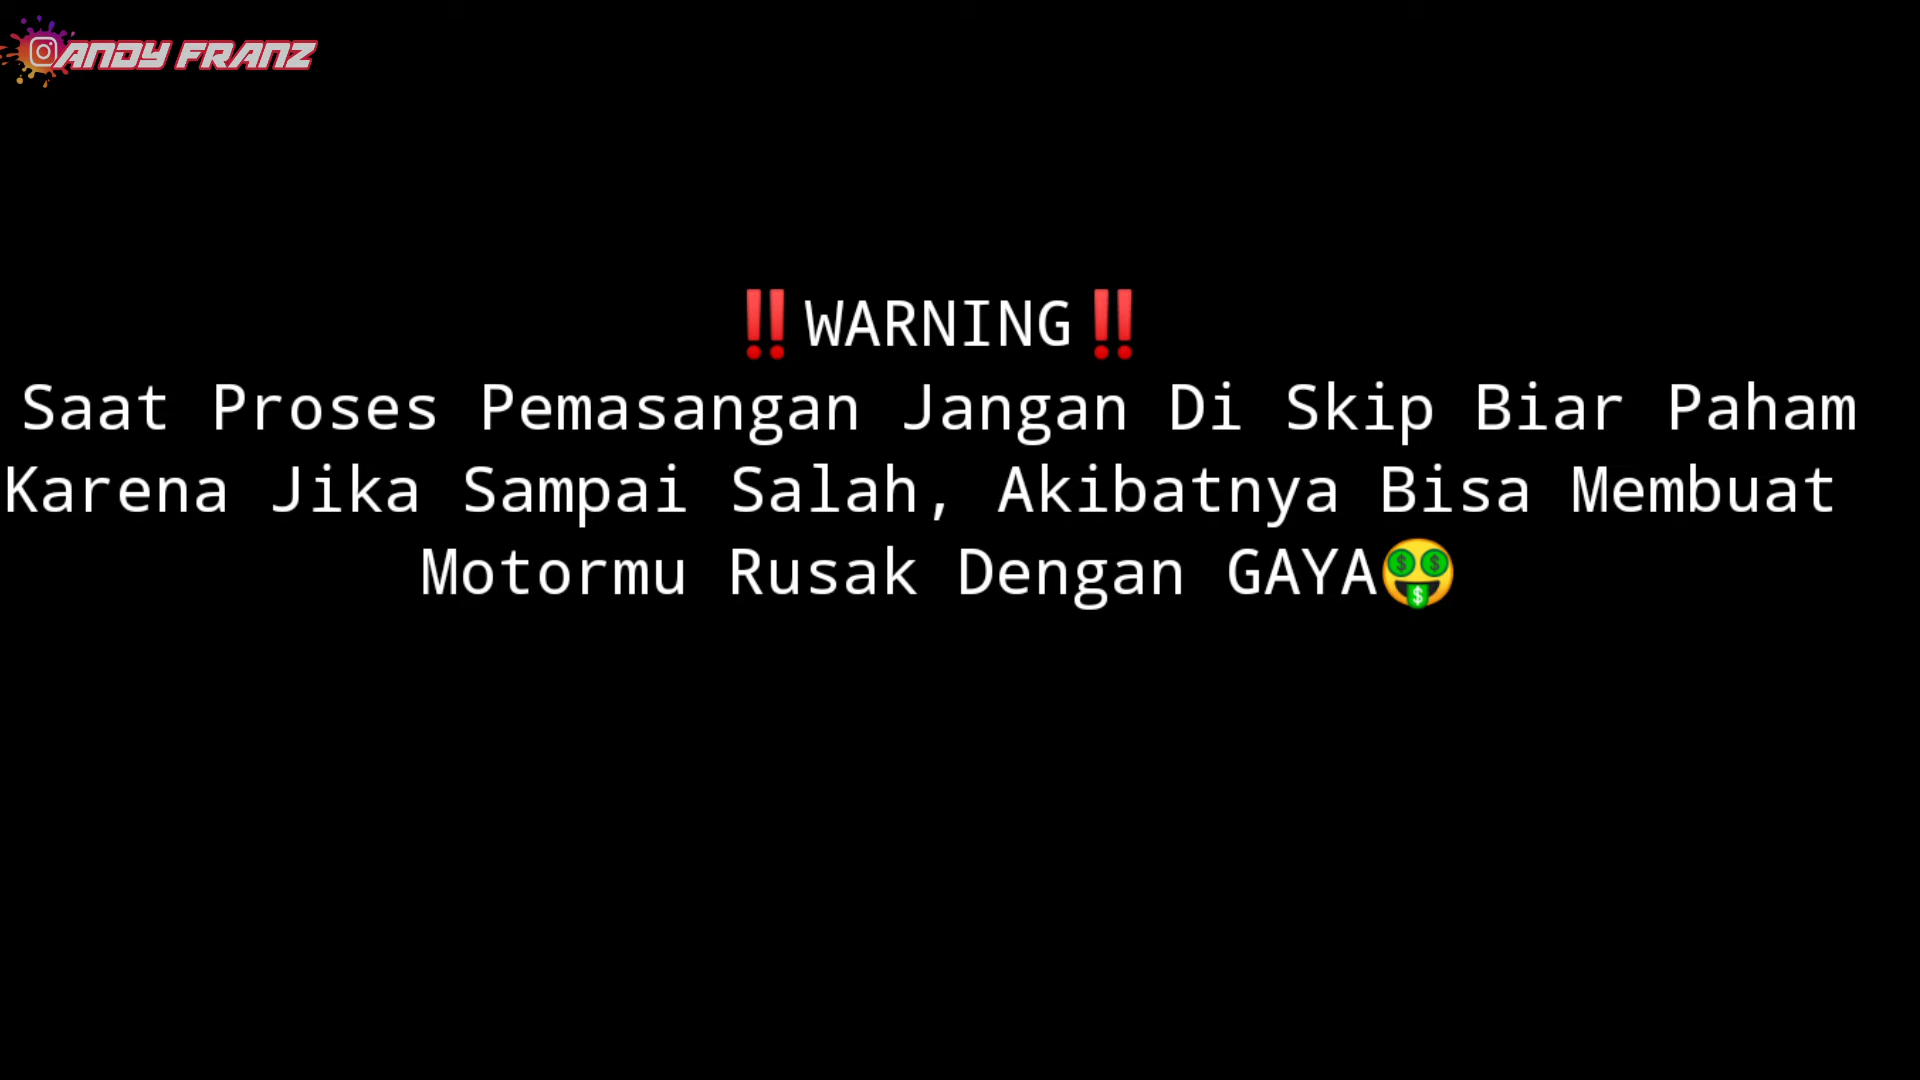 ANDY FRANZ
‼️WARNING‼️
Saat Proses Pemasangan Jangan Di Skip Biar Paham
Karena Jika Sampai Salah, Akibatnya Bisa Membuat
Motormu Rusak Dengan GAYA🤑